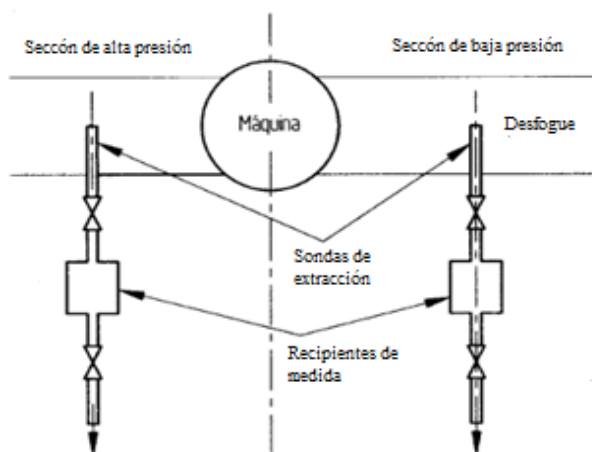 Seccón de alta presión
Seccón de baja presión
Máquina
Desfogue
Sondas de
extracción
Recipientes de
medida